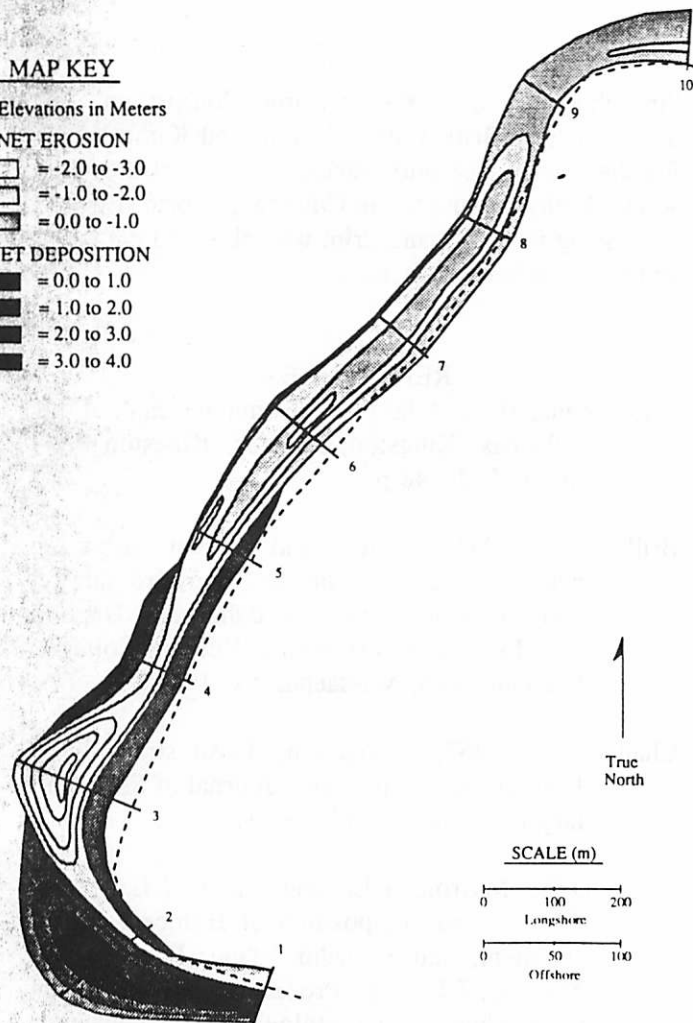 MAP KEY
Elevations in Meters
NET EROSION
= -2.0 to -3.0
= -1.0 to -2.0
= 0.0 to -1.0
ET DEPOSITION
= 0.0 to 1.0
= 1.0 to 2.0
= 2.0 to 3.0
= 3.0 to 4.0
10
9
8
7
6
5
4
3
2
1
True
North
SCALE (m)
0 100 200
Longshore
0 50 100
Offshore